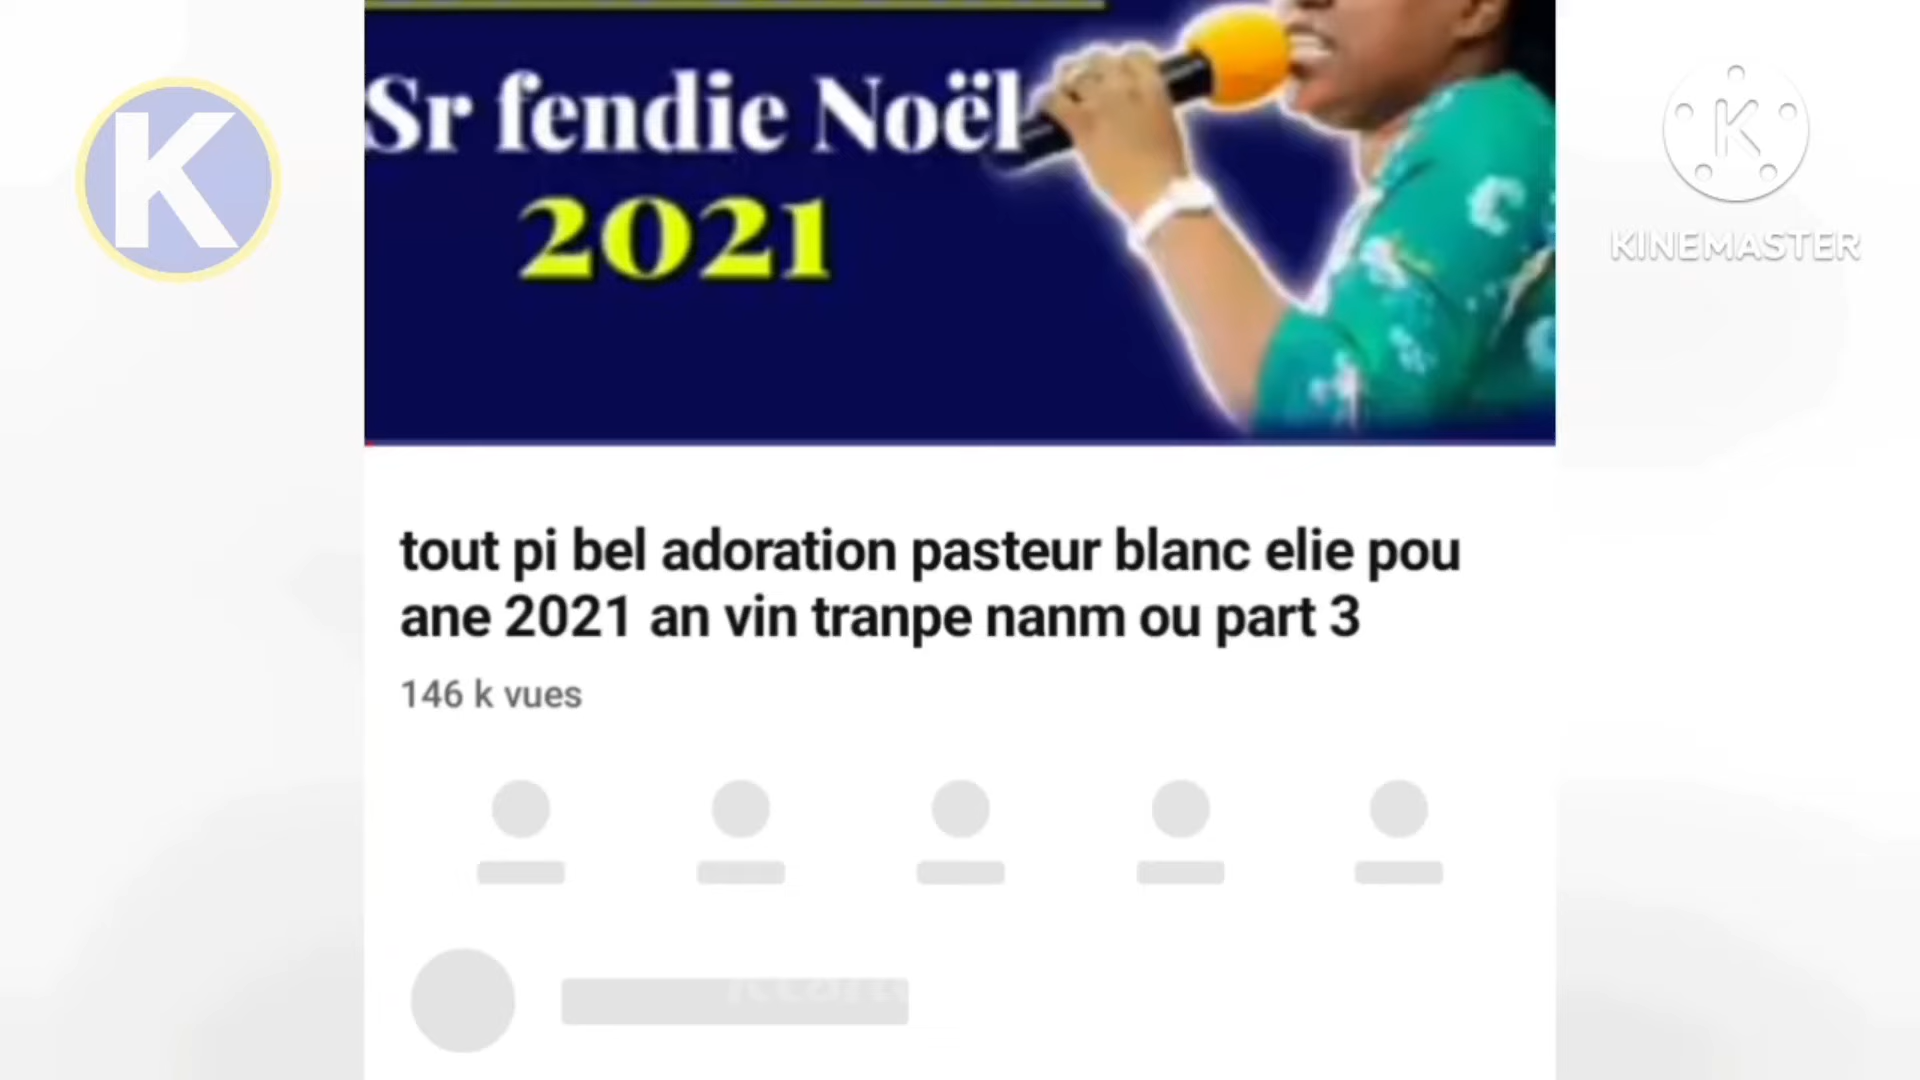 Sr fendie Noël
2021
K
K
KINEMASTER
tout pi bel adoration pasteur blanc elie pou
ane 2021 an vin tranpe nanm ou part 3
146 k vues